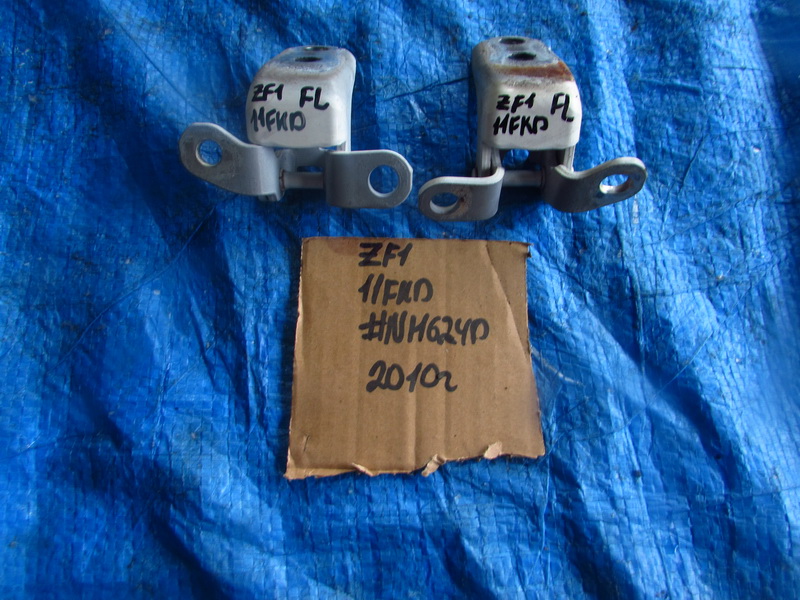 ZF1 FL
11FKD
ZF1 FL
11FKD
ZF1
11FKD
#NH624P
2010г